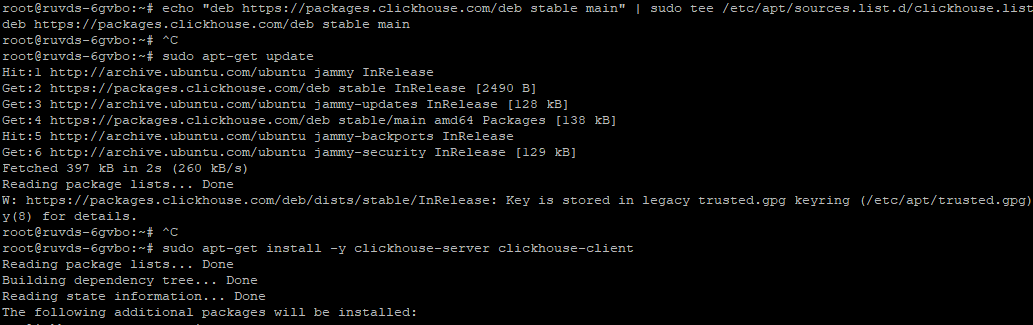 root@ruvds-6gvbo:~# echo "deb https://packages.clickhouse.com/deb stable main" | sudo tee /etc/apt/sources.list.d/clickhouse.list
deb https://packages.clickhouse.com/deb stable main
root@ruvds-6gvbo:~# ^C
root@ruvds-6gvbo:~# sudo apt-get update
Hit:1 http://archive.ubuntu.com/ubuntu jammy InRelease
Get:2 https://packages.clickhouse.com/deb stable InRelease [2490 B]
Get:3 http://archive.ubuntu.com/ubuntu jammy-updates InRelease [128 kB]
Get:4 https://packages.clickhouse.com/deb stable/main amd64 Packages [138 kB]
Hit:5 http://archive.ubuntu.com/ubuntu jammy-backports InRelease
Get:6 http://archive.ubuntu.com/ubuntu jammy-security InRelease [129 kB]
Fetched 397 kB in 2s (260 kB/s)
Reading package lists... Done
W: https://packages.clickhouse.com/deb/dists/stable/InRelease: Key is stored in legacy trusted.gpg keyring (/etc/apt/trusted.gpg)
y(8) for details.
root@ruvds-6gvbo:~# ^C
root@ruvds-6gvbo:~# sudo apt-get install -y clickhouse-server clickhouse-client
Reading package lists... Done
Building dependency tree... Done
Reading state information... Done
The following additional packages will be installed: